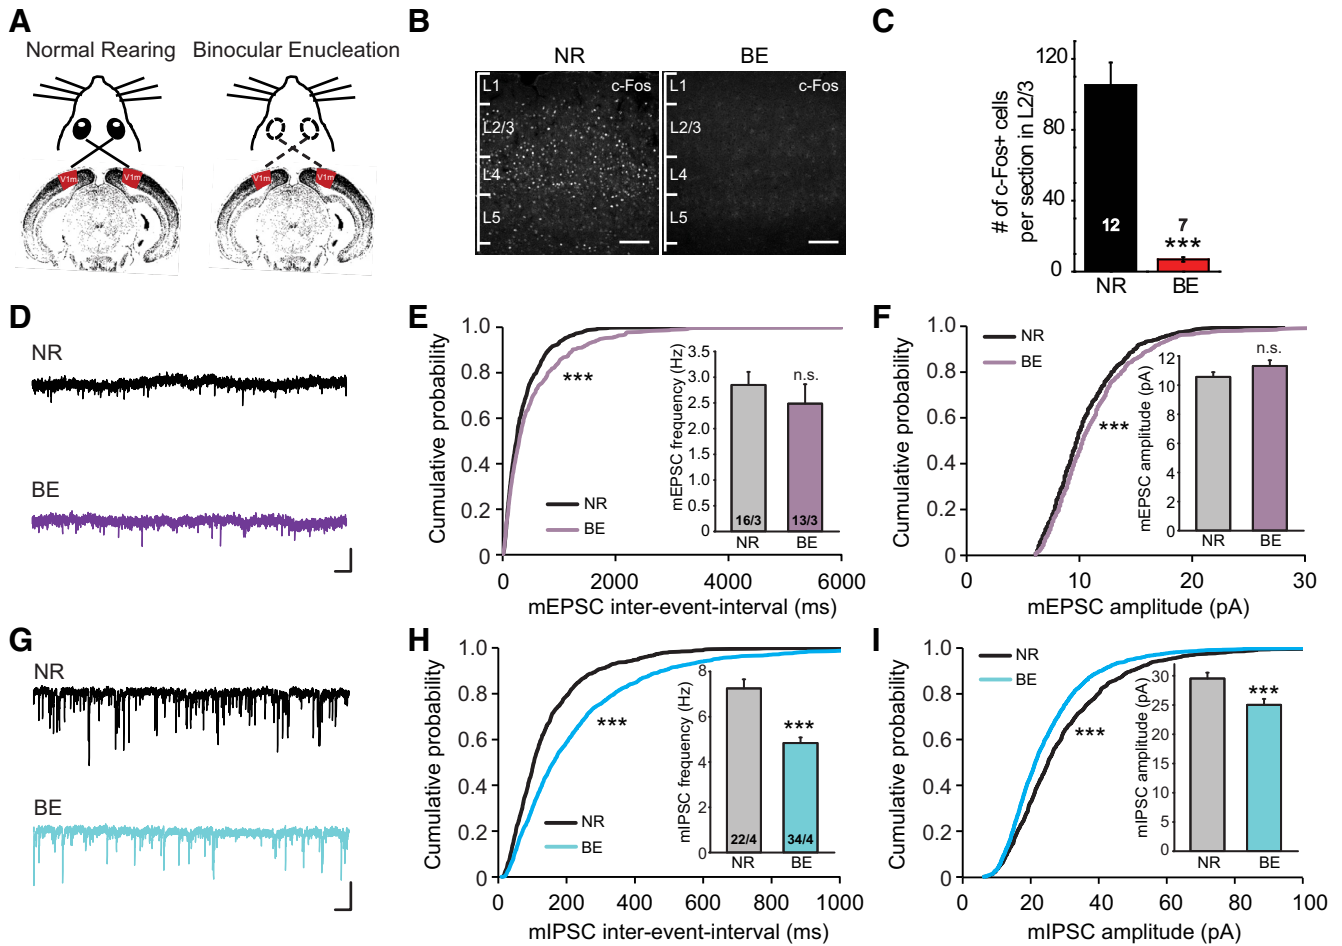 A
Normal Rearing
Binocular Enucleation
V1m
V1m
V1m
V1m
B
NR
BE
L1
c-Fos
L2/3
L4
L5
L1
c-Fos
L2/3
L4
L5
C
# of c-Fos+ cells
per section in L2/3
120
80
40
0
12
7
***
NR
BE
D
NR
BE
E
Cumulative probability
1.0
0.8
0.6
0.4
0.2
0
***
NR
BE
0
2000
4000
6000
mEPSC inter-event-interval (ms)
mEPSC frequency (Hz)
3.5
3.0
2.5
2.0
1.5
1.0
0.5
0
n.s.
16/3
13/3
NR
BE
F
Cumulative probability
1.0
0.8
0.6
0.4
0.2
0
NR
BE
***
0
10
20
30
mEPSC amplitude (pA)
mEPSC amplitude (pA)
12
10
8
6
4
2
0
n.s.
NR
BE
G
NR
BE
H
Cumulative probability
1.0
0.8
0.6
0.4
0.2
0
***
NR
BE
0
200
400
600
800
1000
mIPSC inter-event-interval (ms)
mIPSC frequency (Hz)
8
6
4
2
0
***
22/4
34/4
NR
BE
I
Cumulative probability
1.0
0.8
0.6
0.4
0.2
0
NR
BE
***
0
20
40
60
80
100
mIPSC amplitude (pA)
mIPSC amplitude (pA)
30
25
20
15
10
5
0
***
NR
BE